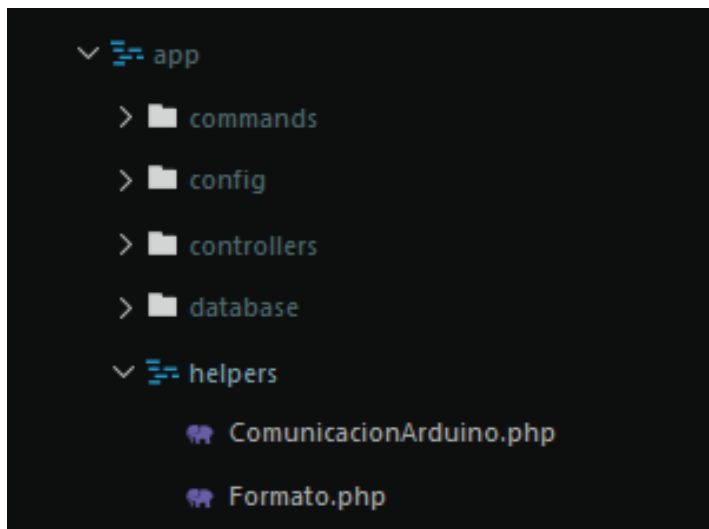 app
commands
config
controllers
database
helpers
ComunicacionArduino.php
Formato.php